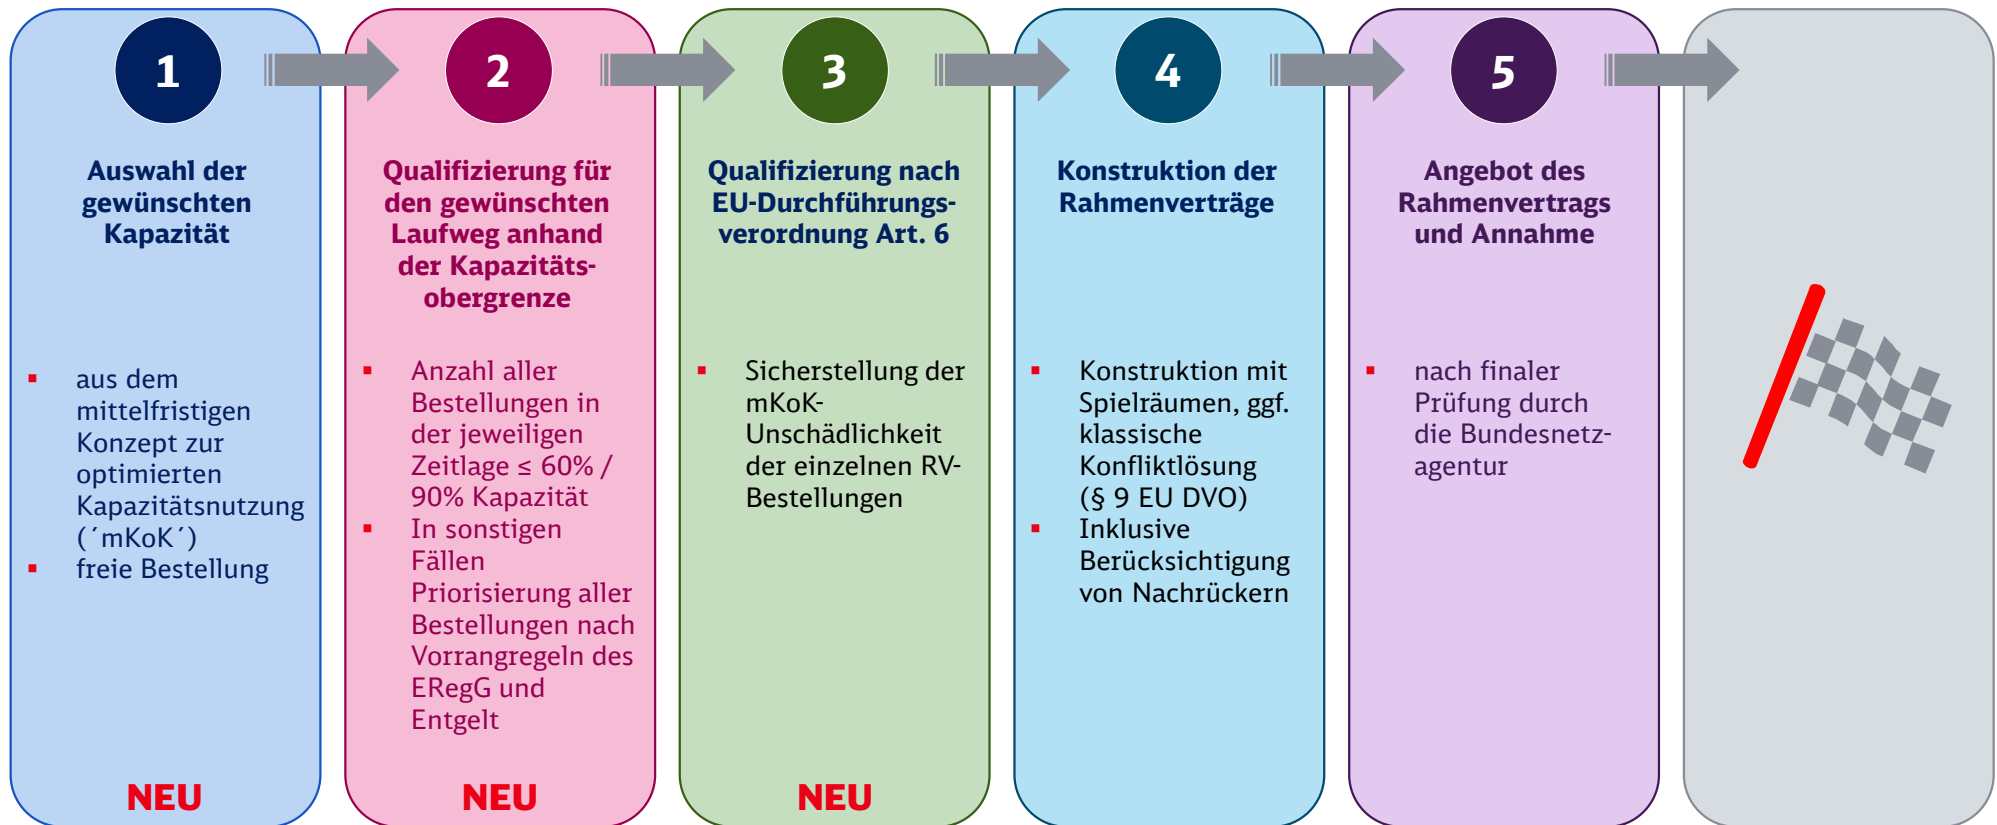 1
Auswahl der
gewünschten
Kapazität
▪ aus dem
mittelfristigen
Konzept zur
optimierten
Kapazitätsnutzung
(´mKoK´)
▪ freie Bestellung
NEU
2
Qualifizierung für
den gewünschten
Laufweg anhand
der Kapazitäts-
obergrenze
▪ Anzahl aller
Bestellungen in
der jeweiligen
Zeitlage ≤ 60% /
90% Kapazität
▪ In sonstigen
Fällen
Priorisierung aller
Bestellungen nach
Vorrangregeln des
ERegG und
Entgelt
NEU
3
Qualifizierung nach
EU-Durchführungs-
verordnung Art. 6
▪ Sicherstellung der
mKoK-
Unschädlichkeit
der einzelnen RV-
Bestellungen
NEU
4
Konstruktion der
Rahmenverträge
▪ Konstruktion mit
Spielräumen, ggf.
klassische
Konfliktlösung
(§ 9 EU DVO)
▪ Inklusive
Berücksichtigung
von Nachrückern
5
Angebot des
Rahmenvertrags
und Annahme
▪ nach finaler
Prüfung durch
die Bundesnetz-
agentur